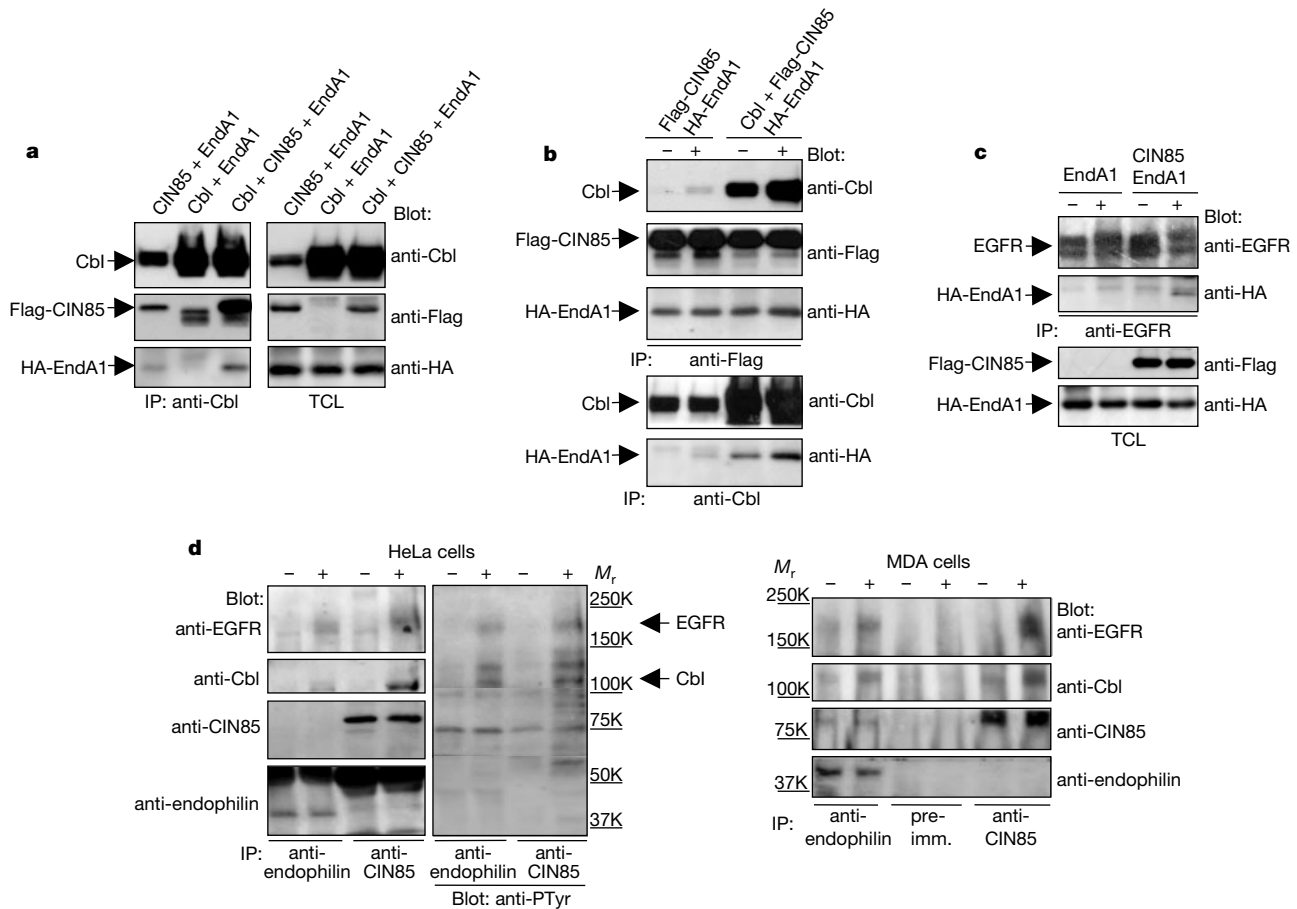 a
CIN85 + EndA1
Cbl + EndA1
Cbl + CIN85 + EndA1
CIN85 + EndA1
Cbl + EndA1
Cbl + CIN85 + EndA1
Blot:
Cbl
anti-Cbl
Flag-CIN85
anti-Flag
HA-EndA1
anti-HA
IP: anti-Cbl
TCL
b
Flag-CIN85
HA-EndA1
Cbl + Flag-CIN85
HA-EndA1
− + − +
Blot:
Cbl
anti-Cbl
Flag-CIN85
anti-Flag
HA-EndA1
anti-HA
IP: anti-Flag
Cbl
anti-Cbl
HA-EndA1
anti-HA
IP: anti-Cbl
c
EndA1
CIN85
EndA1
− + − +
Blot:
EGFR
anti-EGFR
HA-EndA1
anti-HA
IP: anti-EGFR
Flag-CIN85
anti-Flag
HA-EndA1
anti-HA
TCL
d
HeLa cells
− + − + − + − +
Mr
Blot:
anti-EGFR
anti-Cbl
anti-CIN85
anti-endophilin
250K
150K
100K
75K
50K
37K
EGFR
Cbl
IP:
anti-
endophilin
anti-
CIN85
anti-
endophilin
anti-
CIN85
Blot: anti-PTyr
MDA cells
Mr
− + − + − +
250K
150K
100K
75K
37K
Blot:
anti-EGFR
anti-Cbl
anti-CIN85
anti-endophilin
IP:
anti-
endophilin
pre-
imm.
anti-
CIN85